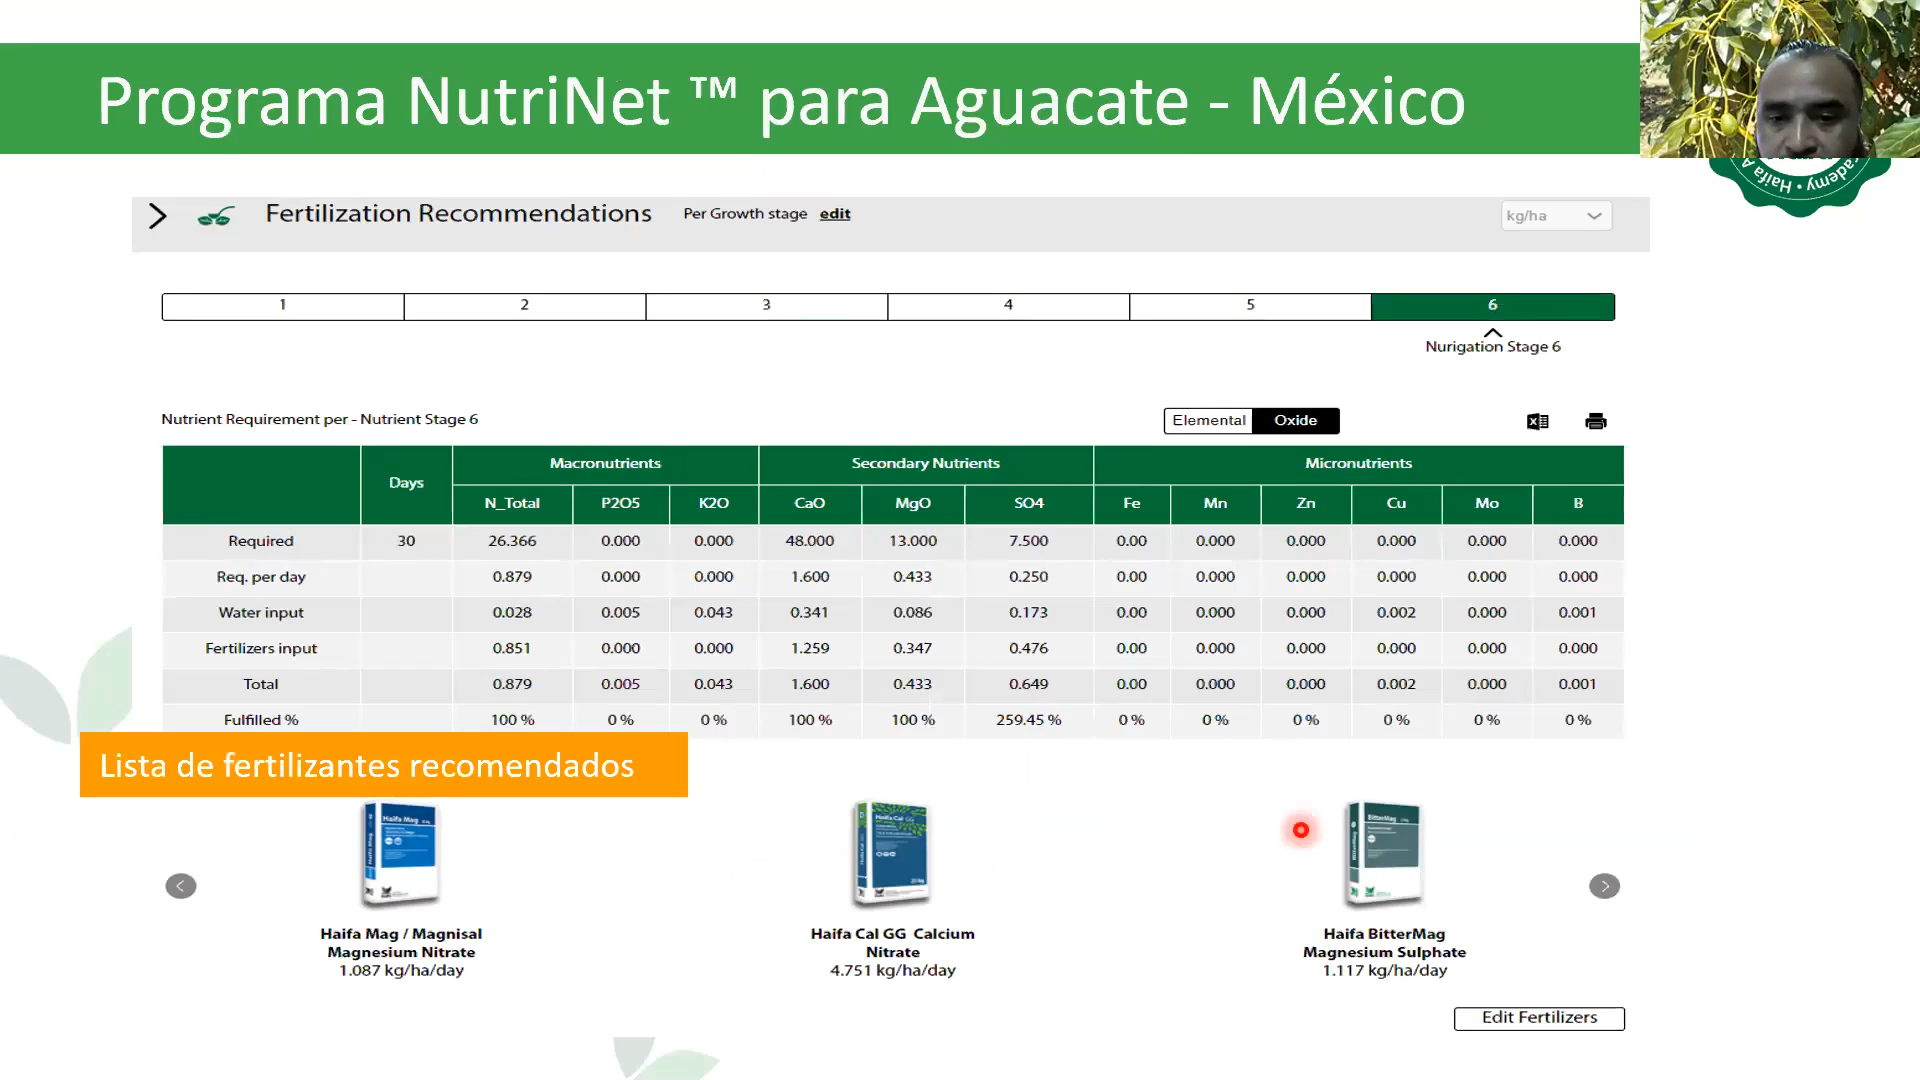 Programa NutriNet ™ para Aguacate - México
cademy • Haifa A
Fertilization Recommendations Per Growth stage edit kg/ha
1 2 3 4 5 6
Nurigation Stage 6
Nutrient Requirement per - Nutrient Stage 6 Elemental Oxide
Days Macronutrients Secondary Nutrients Micronutrients
N_Total P2O5 K2O CaO MgO SO4 Fe Mn Zn Cu Mo B
Required 30 26.366 0.000 0.000 48.000 13.000 7.500 0.00 0.000 0.000 0.000 0.000 0.000
Req. per day 0.879 0.000 0.000 1.600 0.433 0.250 0.00 0.000 0.000 0.000 0.000 0.000
Water input 0.028 0.005 0.043 0.341 0.086 0.173 0.00 0.000 0.000 0.002 0.000 0.001
Fertilizers input 0.851 0.000 0.000 1.259 0.347 0.476 0.00 0.000 0.000 0.000 0.000 0.000
Total 0.879 0.005 0.043 1.600 0.433 0.649 0.00 0.000 0.000 0.002 0.000 0.001
Fulfilled % 100 % 0 % 0 % 100 % 100 % 259.45 % 0 % 0 % 0 % 0 % 0 % 0 %
Lista de fertilizantes recomendados
Haifa Mag
Haifa Cal GG
BitterMag
Haifa Mag / Magnisal
Magnesium Nitrate
1.087 kg/ha/day
Haifa Cal GG Calcium
Nitrate
4.751 kg/ha/day
Haifa BitterMag
Magnesium Sulphate
1.117 kg/ha/day
Edit Fertilizers